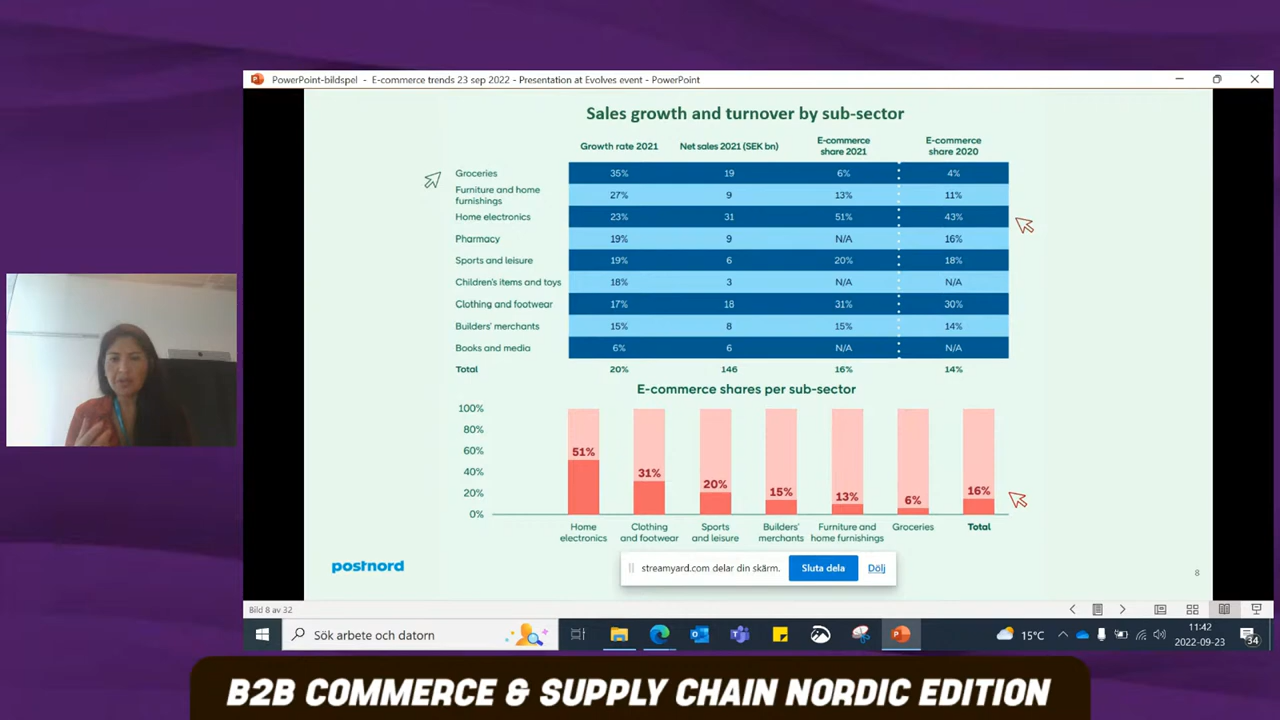 PowerPoint-bildspel - E-commerce trends 23 sep 2022 - Presentation at Evolves event - PowerPoint
Sales growth and turnover by sub-sector
Growth rate 2021 Net sales 2021 (SEK bn) E-commerce share 2021 E-commerce share 2020
Groceries 35% 19 6% 4%
Furniture and home furnishings 27% 9 13% 11%
Home electronics 23% 31 51% 43%
Pharmacy 19% 9 N/A 16%
Sports and leisure 19% 6 20% 18%
Children's items and toys 18% 3 N/A N/A
Clothing and footwear 17% 18 31% 30%
Builders' merchants 15% 8 15% 14%
Books and media 6% 6 N/A N/A
Total 20% 146 16% 14%
E-commerce shares per sub-sector
100%
80%
60%
40%
20%
0%
51% 31% 20% 15% 13% 6% 16%
Home electronics
Clothing and footwear
Sports and leisure
Builders' merchants
Furniture and home furnishings
Groceries
Total
postnord
streamyard.com delar din skärm. Sluta dela Dölj
8
Bild 8 av 32
Sök arbete och datorn
15°C
11:42
2022-09-23
34
B2B COMMERCE & SUPPLY CHAIN NORDIC EDITION